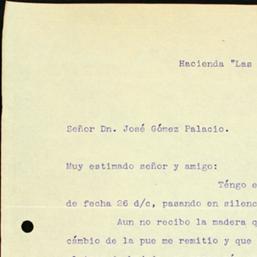 Hacienda "Las
Señor Dn. José Gómez Palacio.
Muy estimado señor y amigo:
Téngo e
de fecha 26 d/c, pasando en silenc
Aun no recibo la madera q
cámbio de la pue me remitio y que